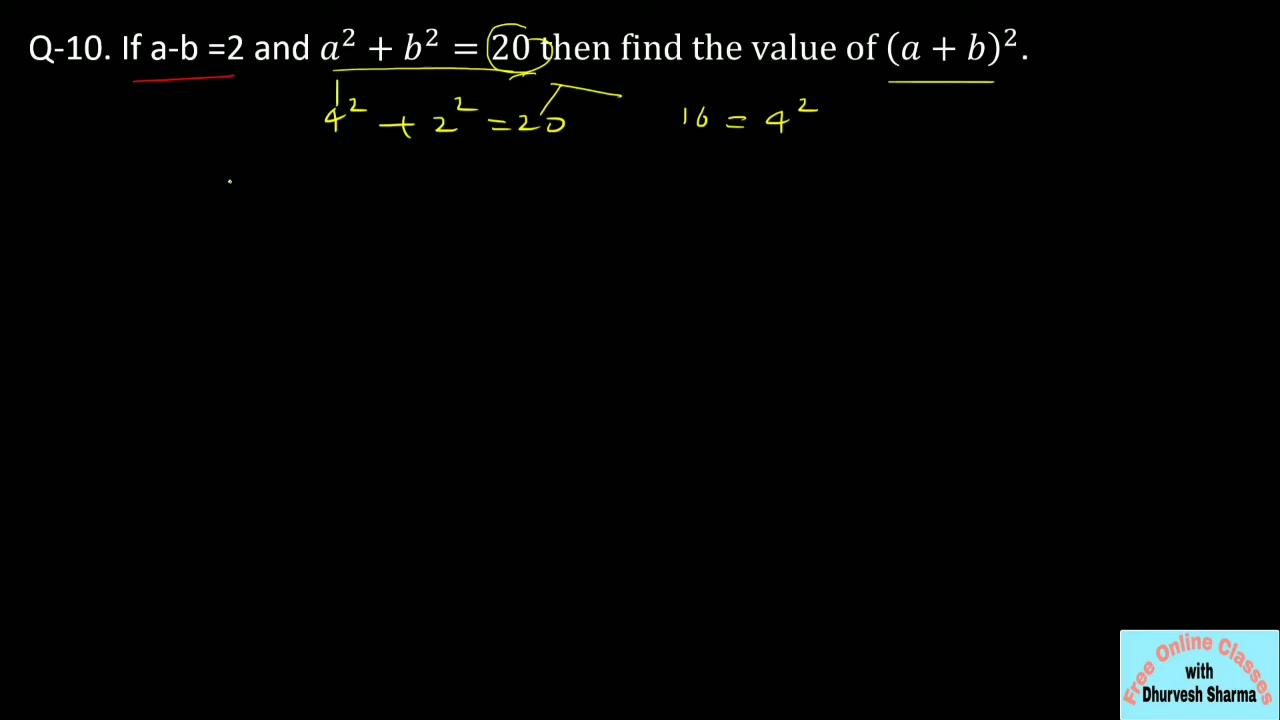 Q-10. If a-b =2 and a² + b² = 20 then find the value of (a + b)².
4² + 2² = 20 16 = 4²
Free Online Classes
with
Dhurvesh Sharma